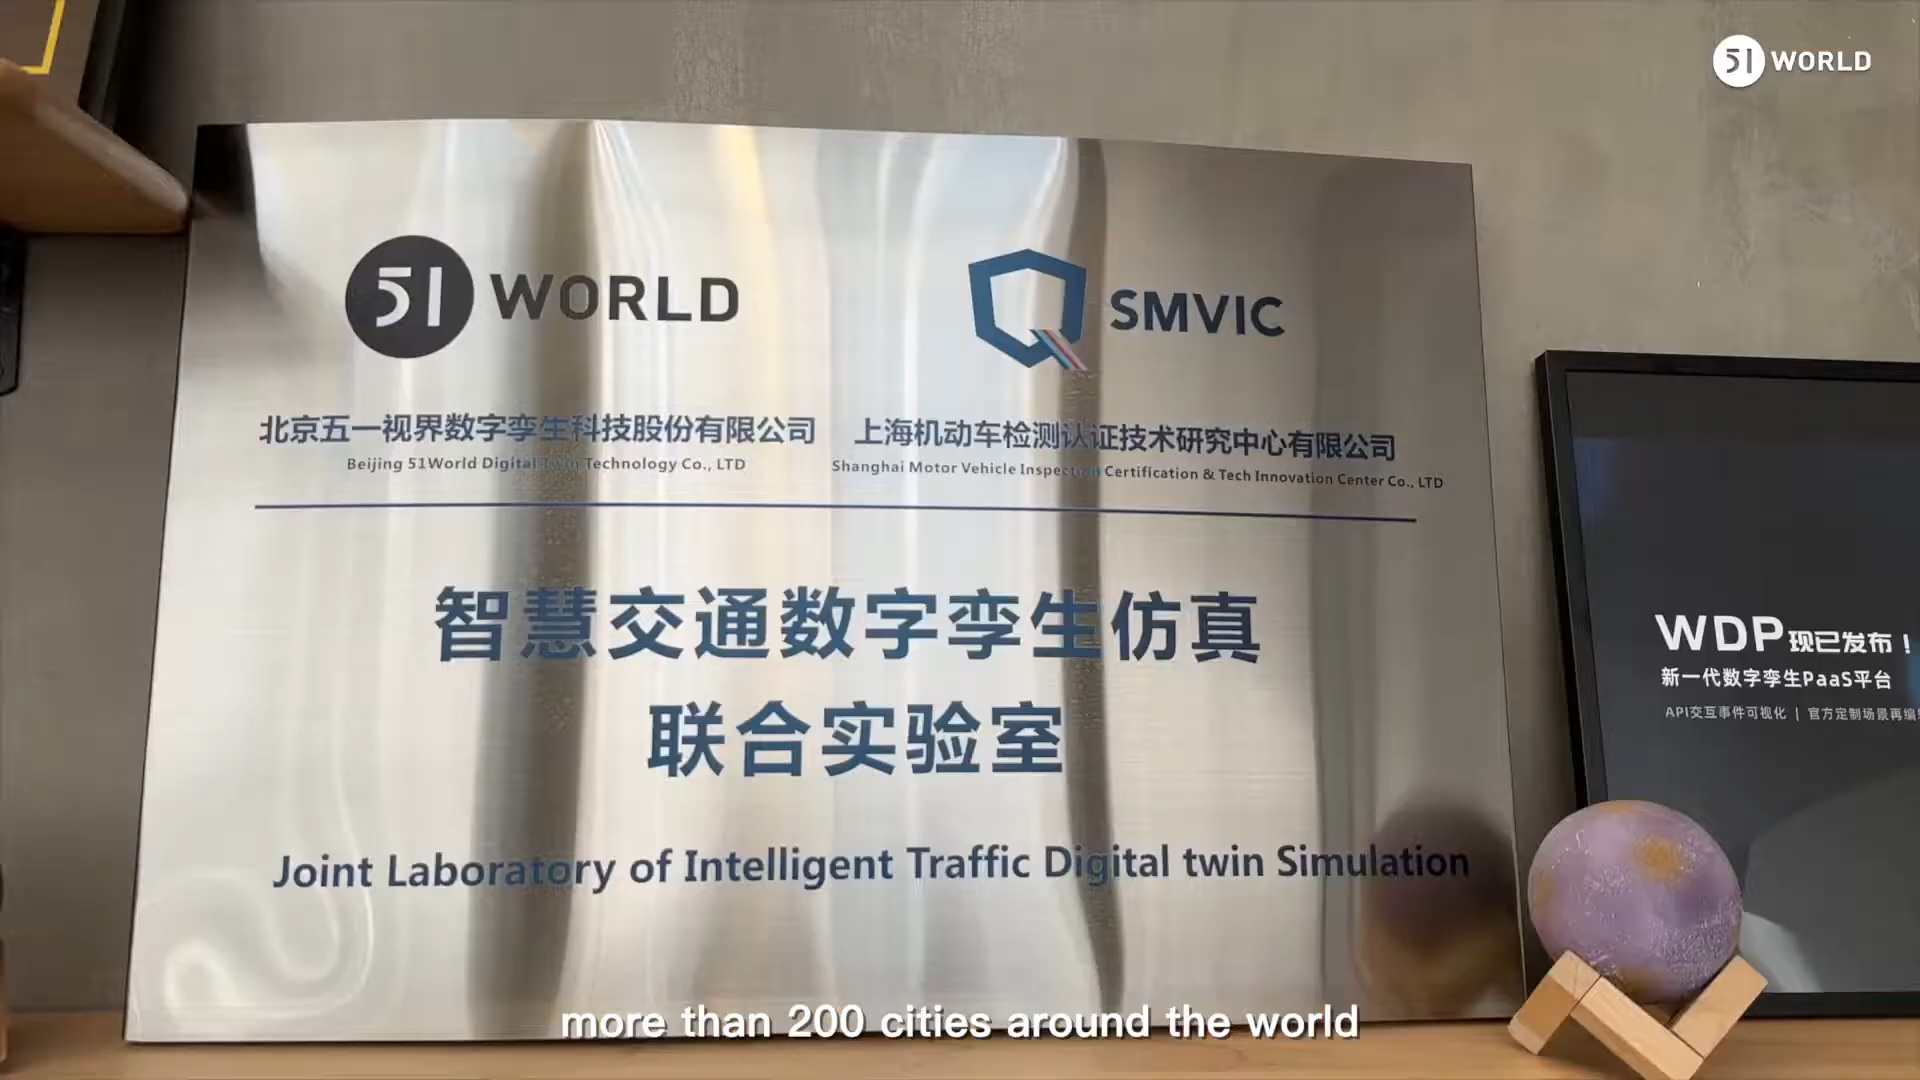 51 WORLD
51 WORLD
SMVIC
北京五一视界数字孪生科技股份有限公司
Beijing 51World Digital Twin Technology Co., LTD
上海机动车检测认证技术研究中心有限公司
Shanghai Motor Vehicle Inspection Certification & Tech Innovation Center Co., LTD
智慧交通数字孪生仿真
联合实验室
Joint Laboratory of Intelligent Traffic Digital twin Simulation
WDP现已发布！
新一代数字孪生PaaS平台
API交互事件可视化 | 官方定制场景再编
more than 200 cities around the world